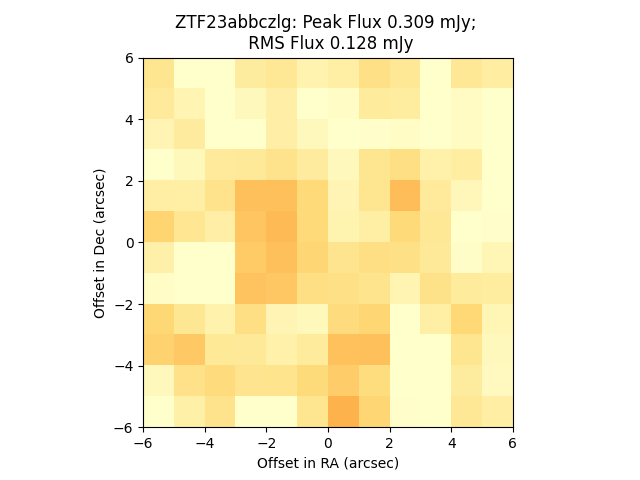 ZTF23abbczlg: Peak Flux 0.309 mJy;
RMS Flux 0.128 mJy
6
4
2
0
−2
−4
−6
Offset in Dec (arcsec)
−6 −4 −2 0 2 4 6
Offset in RA (arcsec)